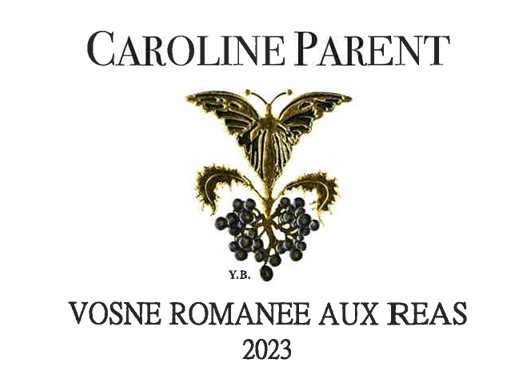 CAROLINE PARENT
Y.B.
VOSNE ROMANEE AUX REAS
2023